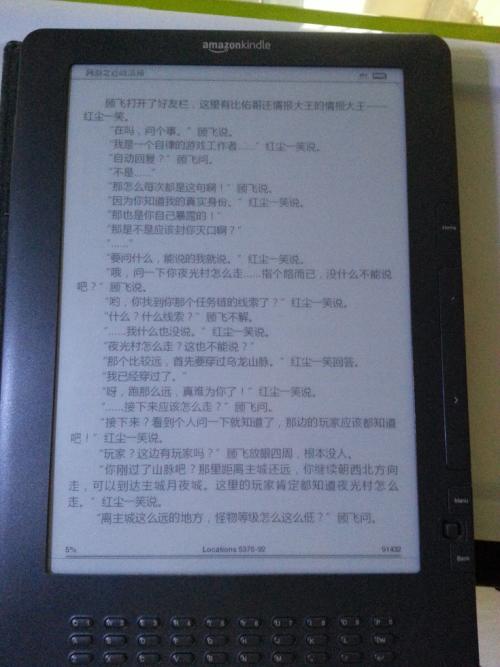 amazonkindle
网游之近战法师
顾飞打开了好友栏，这里有比佑哥还情报大王的情报大王——
红尘一笑。
“在吗，问个事。”顾飞说。
“我是一个自律的游戏工作者……”红尘一笑说。
“自动回复？”顾飞问。
“不是……”
“那怎么每次都是这句啊！”顾飞说。
“因为你知道我的真实身份。”红尘一笑说。
“那也是你自己暴露的！”
“那是不是应该封你灭口啊？”
“……”
“要问什么，能说的我就说。”红尘一笑说。
“哦，问一下你夜光村怎么走……指个路而已，没什么不能说
吧？”顾飞说。
“哟，你找到你那个任务链的线索了？”红尘一笑说。
“什么？什么线索？”顾飞不解。
“……我什么也没说。”红尘一笑说。
“夜光村怎么走？这也不能说？”
“那个比较远，首先要穿过乌龙山脉。”红尘一笑回答。
“我已经穿过了。”
“呀，跑那么远，真难为你了！”红尘一笑说。
“……接下来应该怎么走？”顾飞问。
“接下来？看到个人问一下就知道了，那边的玩家应该都知道
吧！”红尘一笑说。
“玩家？这边有玩家吗？”顾飞放眼四周，根本没人。
“你刚过了山脉吧？那里距离主城还远，你继续朝西北方向
走，可以到达主城月夜城。这里的玩家肯定都知道夜光村怎么
走。”红尘一笑说。
“离主城这么远的地方，怪物等级怎么这么低？”顾飞问。
5%
Locations 5376-92
91432
Home
Menu
Back